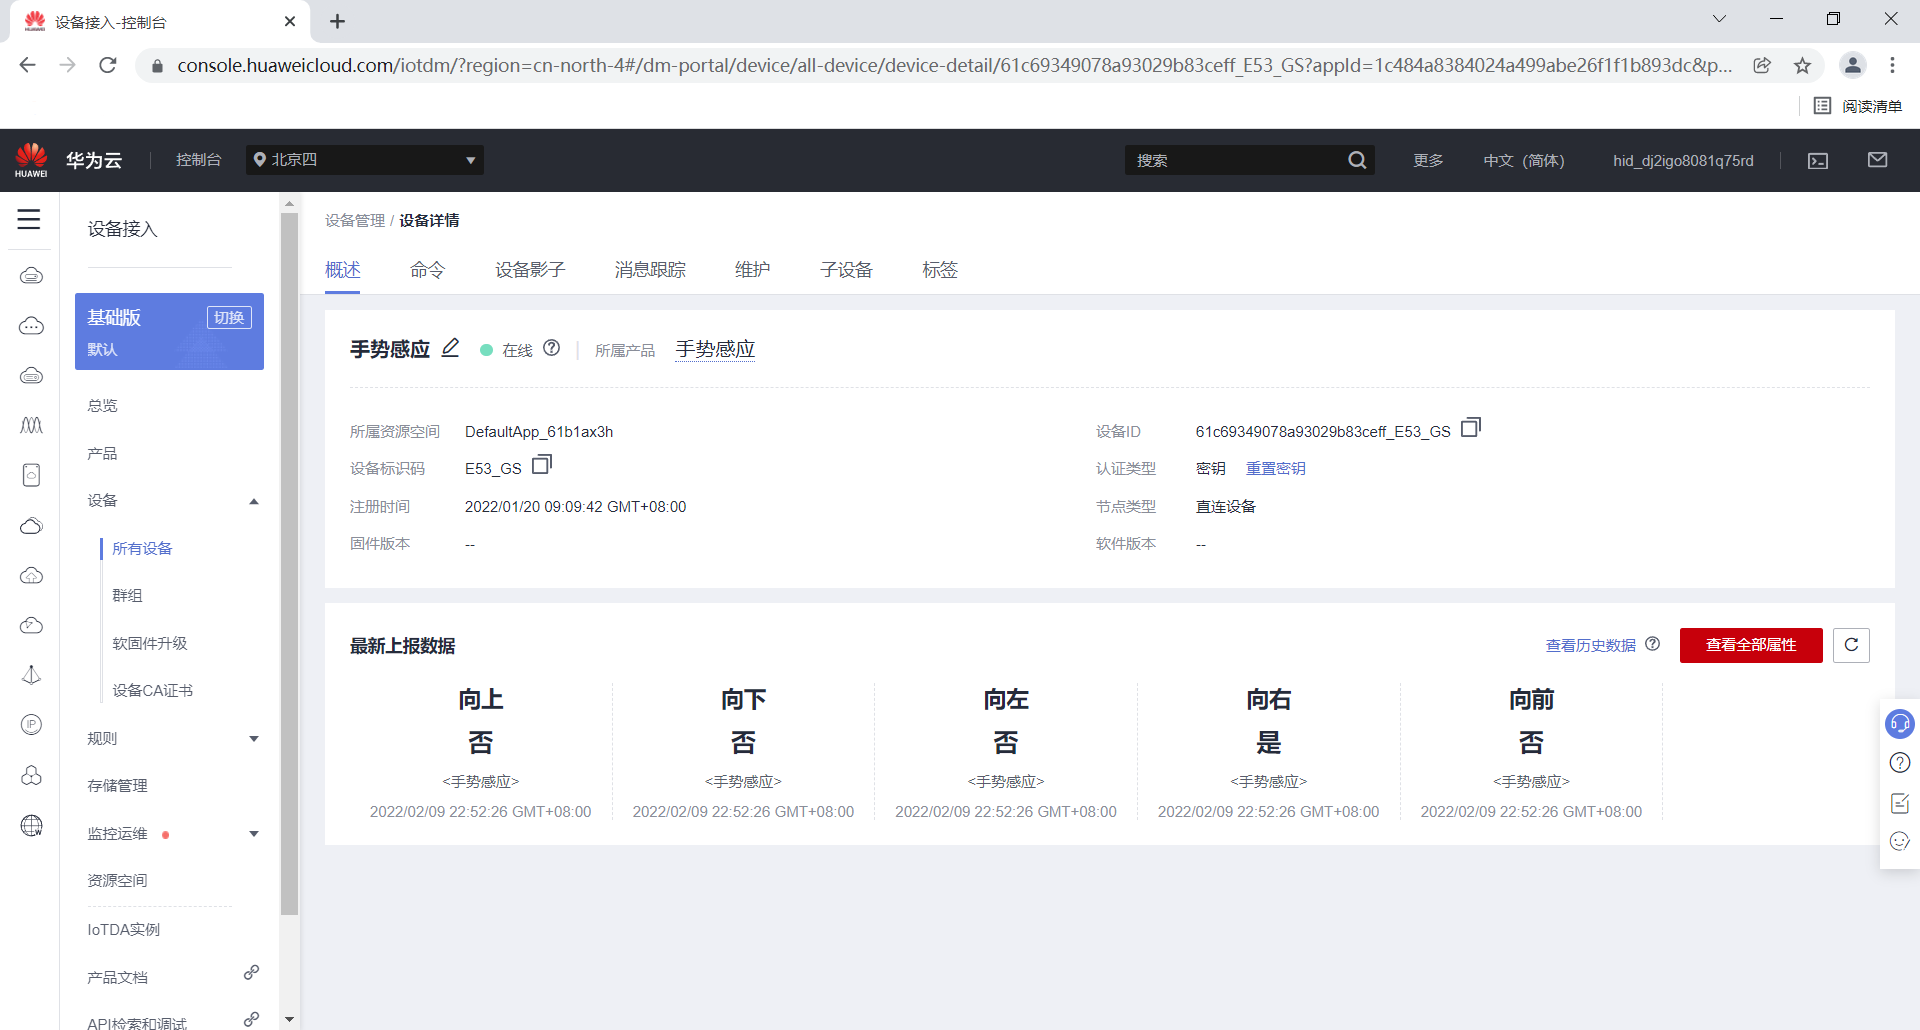 设备接入-控制台
console.huaweicloud.com/iotdm/?region=cn-north-4#/dm-portal/device/all-device/device-detail/61c69349078a93029b83ceff_E53_GS?appId=1c484a8384024a499abe26f1f1b893dc&p...
阅读清单
HUAWEI
华为云
控制台
北京四
搜索
更多
中文（简体）
hid_dj2igo8081q75rd
设备接入
基础版
切换
默认
总览
产品
设备
所有设备
群组
软固件升级
设备CA证书
规则
存储管理
监控运维
资源空间
IoTDA实例
产品文档
API检索和调试
IP
设备管理 / 设备详情
概述 命令 设备影子 消息跟踪 维护 子设备 标签
手势感应 在线 所属产品 手势感应
所属资源空间 DefaultApp_61b1ax3h
设备ID 61c69349078a93029b83ceff_E53_GS
设备标识码 E53_GS
认证类型 密钥 重置密钥
注册时间 2022/01/20 09:09:42 GMT+08:00
节点类型 直连设备
固件版本 --
软件版本 --
最新上报数据
查看历史数据
查看全部属性
向上 向下 向左 向右 向前
否 否 否 是 否
<手势感应> <手势感应> <手势感应> <手势感应> <手势感应>
2022/02/09 22:52:26 GMT+08:00 2022/02/09 22:52:26 GMT+08:00 2022/02/09 22:52:26 GMT+08:00 2022/02/09 22:52:26 GMT+08:00 2022/02/09 22:52:26 GMT+08:00